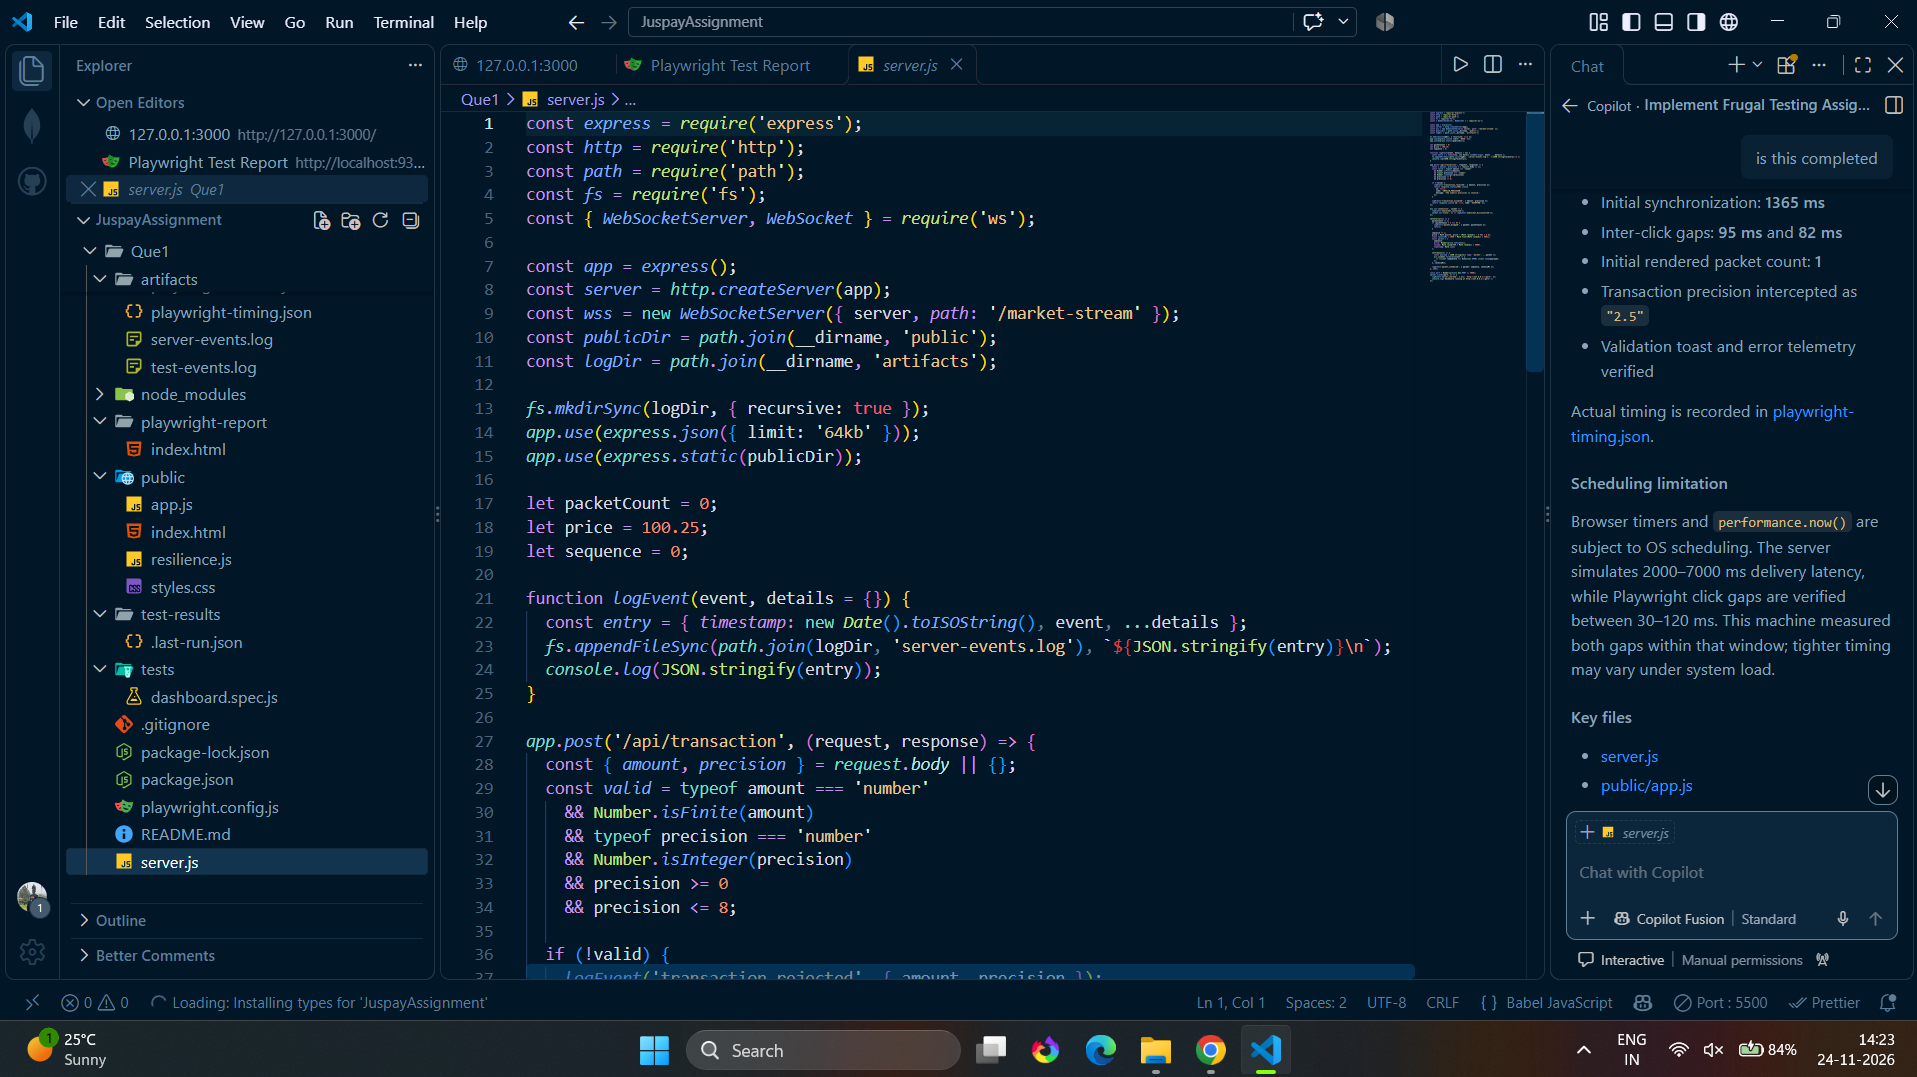 File Edit Selection View Go Run Terminal Help
JuspayAssignment
Explorer
Open Editors
127.0.0.1:3000 http://127.0.0.1:3000/
Playwright Test Report http://localhost:93...
JS server.js Que1
JuspayAssignment
Que1
artifacts
playwright-timing.json
server-events.log
test-events.log
node_modules
playwright-report
index.html
public
JS app.js
index.html
JS resilience.js
styles.css
test-results
.last-run.json
tests
dashboard.spec.js
.gitignore
package-lock.json
package.json
playwright.config.js
README.md
JS server.js
Outline
Better Comments
1
127.0.0.1:3000
Playwright Test Report
JS server.js
Que1 > JS server.js > ...
1 const express = require('express');
2 const http = require('http');
3 const path = require('path');
4 const fs = require('fs');
5 const { WebSocketServer, WebSocket } = require('ws');
6
7 const app = express();
8 const server = http.createServer(app);
9 const wss = new WebSocketServer({ server, path: '/market-stream' });
10 const publicDir = path.join(__dirname, 'public');
11 const logDir = path.join(__dirname, 'artifacts');
12
13 fs.mkdirSync(logDir, { recursive: true });
14 app.use(express.json({ limit: '64kb' }));
15 app.use(express.static(publicDir));
16
17 let packetCount = 0;
18 let price = 100.25;
19 let sequence = 0;
20
21 function logEvent(event, details = {}) {
22 const entry = { timestamp: new Date().toISOString(), event, ...details };
23 fs.appendFileSync(path.join(logDir, 'server-events.log'), `${JSON.stringify(entry)}\n`);
24 console.log(JSON.stringify(entry));
25 }
26
27 app.post('/api/transaction', (request, response) => {
28 const { amount, precision } = request.body || {};
29 const valid = typeof amount === 'number'
30 && Number.isFinite(amount)
31 && typeof precision === 'number'
32 && Number.isInteger(precision)
33 && precision >= 0
34 && precision <= 8;
35
36 if (!valid) {
37 logEvent('transaction_rejected', { amount, precision });
Chat
Copilot · Implement Frugal Testing Assig...
is this completed
• Initial synchronization: 1365 ms
• Inter-click gaps: 95 ms and 82 ms
• Initial rendered packet count: 1
• Transaction precision intercepted as
"2.5"
• Validation toast and error telemetry
verified
Actual timing is recorded in playwright-
timing.json.
Scheduling limitation
Browser timers and performance.now() are
subject to OS scheduling. The server
simulates 2000–7000 ms delivery latency,
while Playwright click gaps are verified
between 30–120 ms. This machine measured
both gaps within that window; tighter timing
may vary under system load.
Key files
• server.js
• public/app.js
JS server.js
Chat with Copilot
Copilot Fusion | Standard
Interactive | Manual permissions
0 0 Loading: Installing types for 'JuspayAssignment'
Ln 1, Col 1 Spaces: 2 UTF-8 CRLF { } Babel JavaScript Port : 5500 Prettier
1 25°C
Sunny
Search
ENG
IN
84%
14:23
24-11-2026